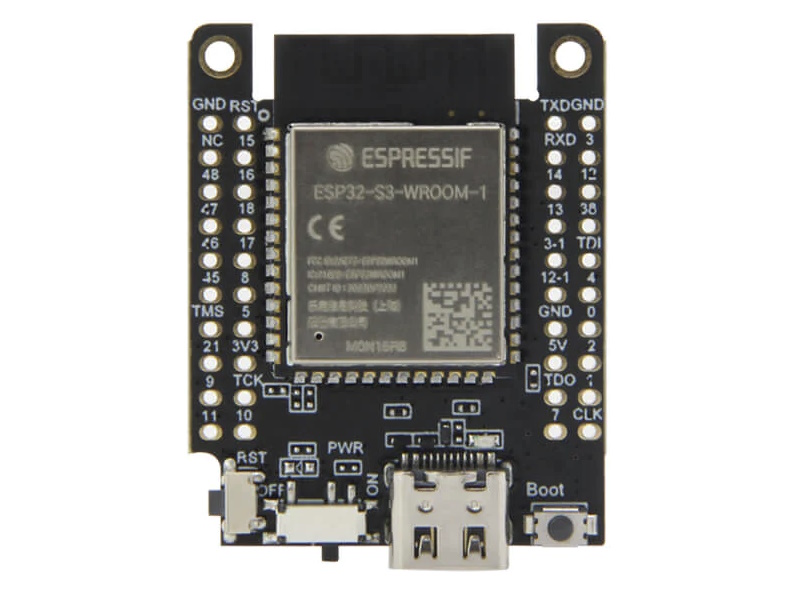 GND RST
NC 15
48 16
47 18
46 17
45 8
TMS 5
21 3V3
9 TCK
11 10
TXD GND
RXD 3
14 12
13 38
3-1 TDI
12-1 4
GND 0
5V 2
TDO 1
7 CLK
ESPRESSIF
ESP32-S3-WROOM-1
CE
M0N16R8
RST
PWR
OFF
ON
Boot